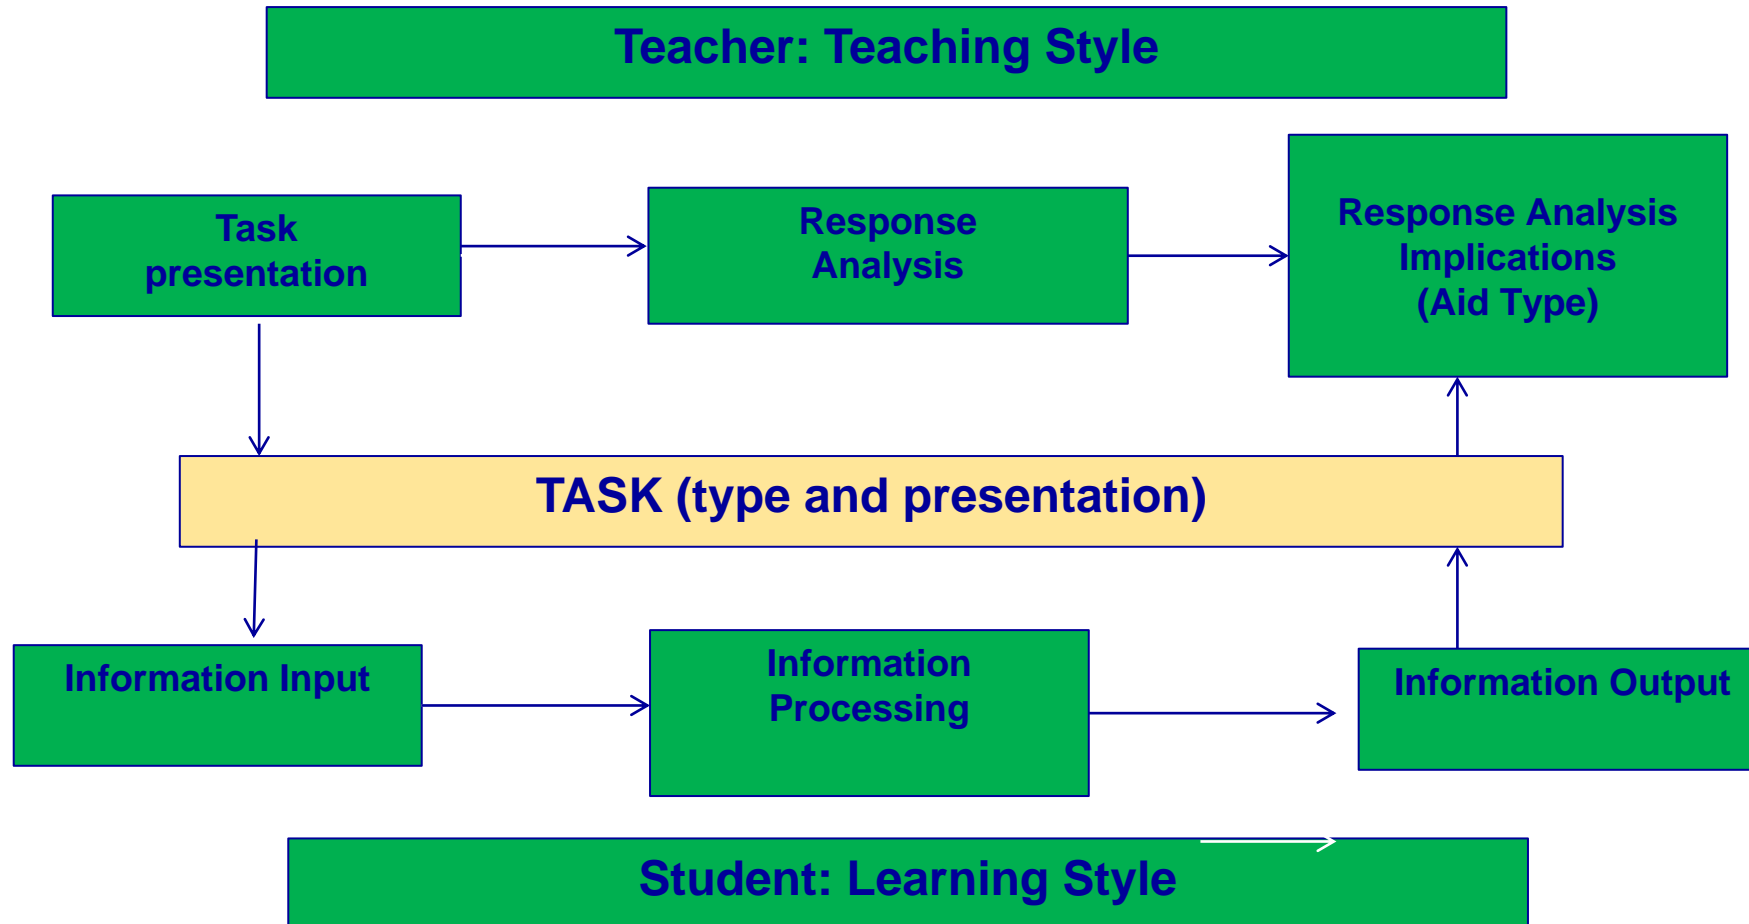 Teacher: Teaching Style
Task
presentation
Response
Analysis
Response Analysis
Implications
(Aid Type)
TASK (type and presentation)
Information Input
Information
Processing
Information Output
Student: Learning Style